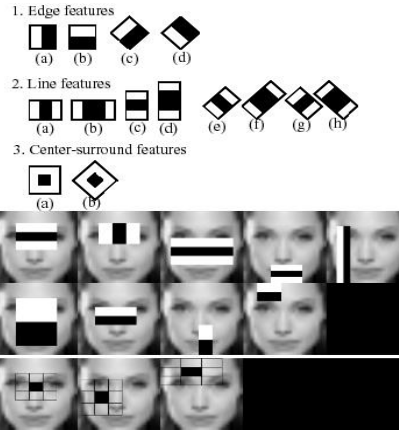 1. Edge features
(a) (b) (c) (d)
2. Line features
(a) (b) (c) (d) (e) (f) (g) (h)
3. Center-surround features
(a) (b)